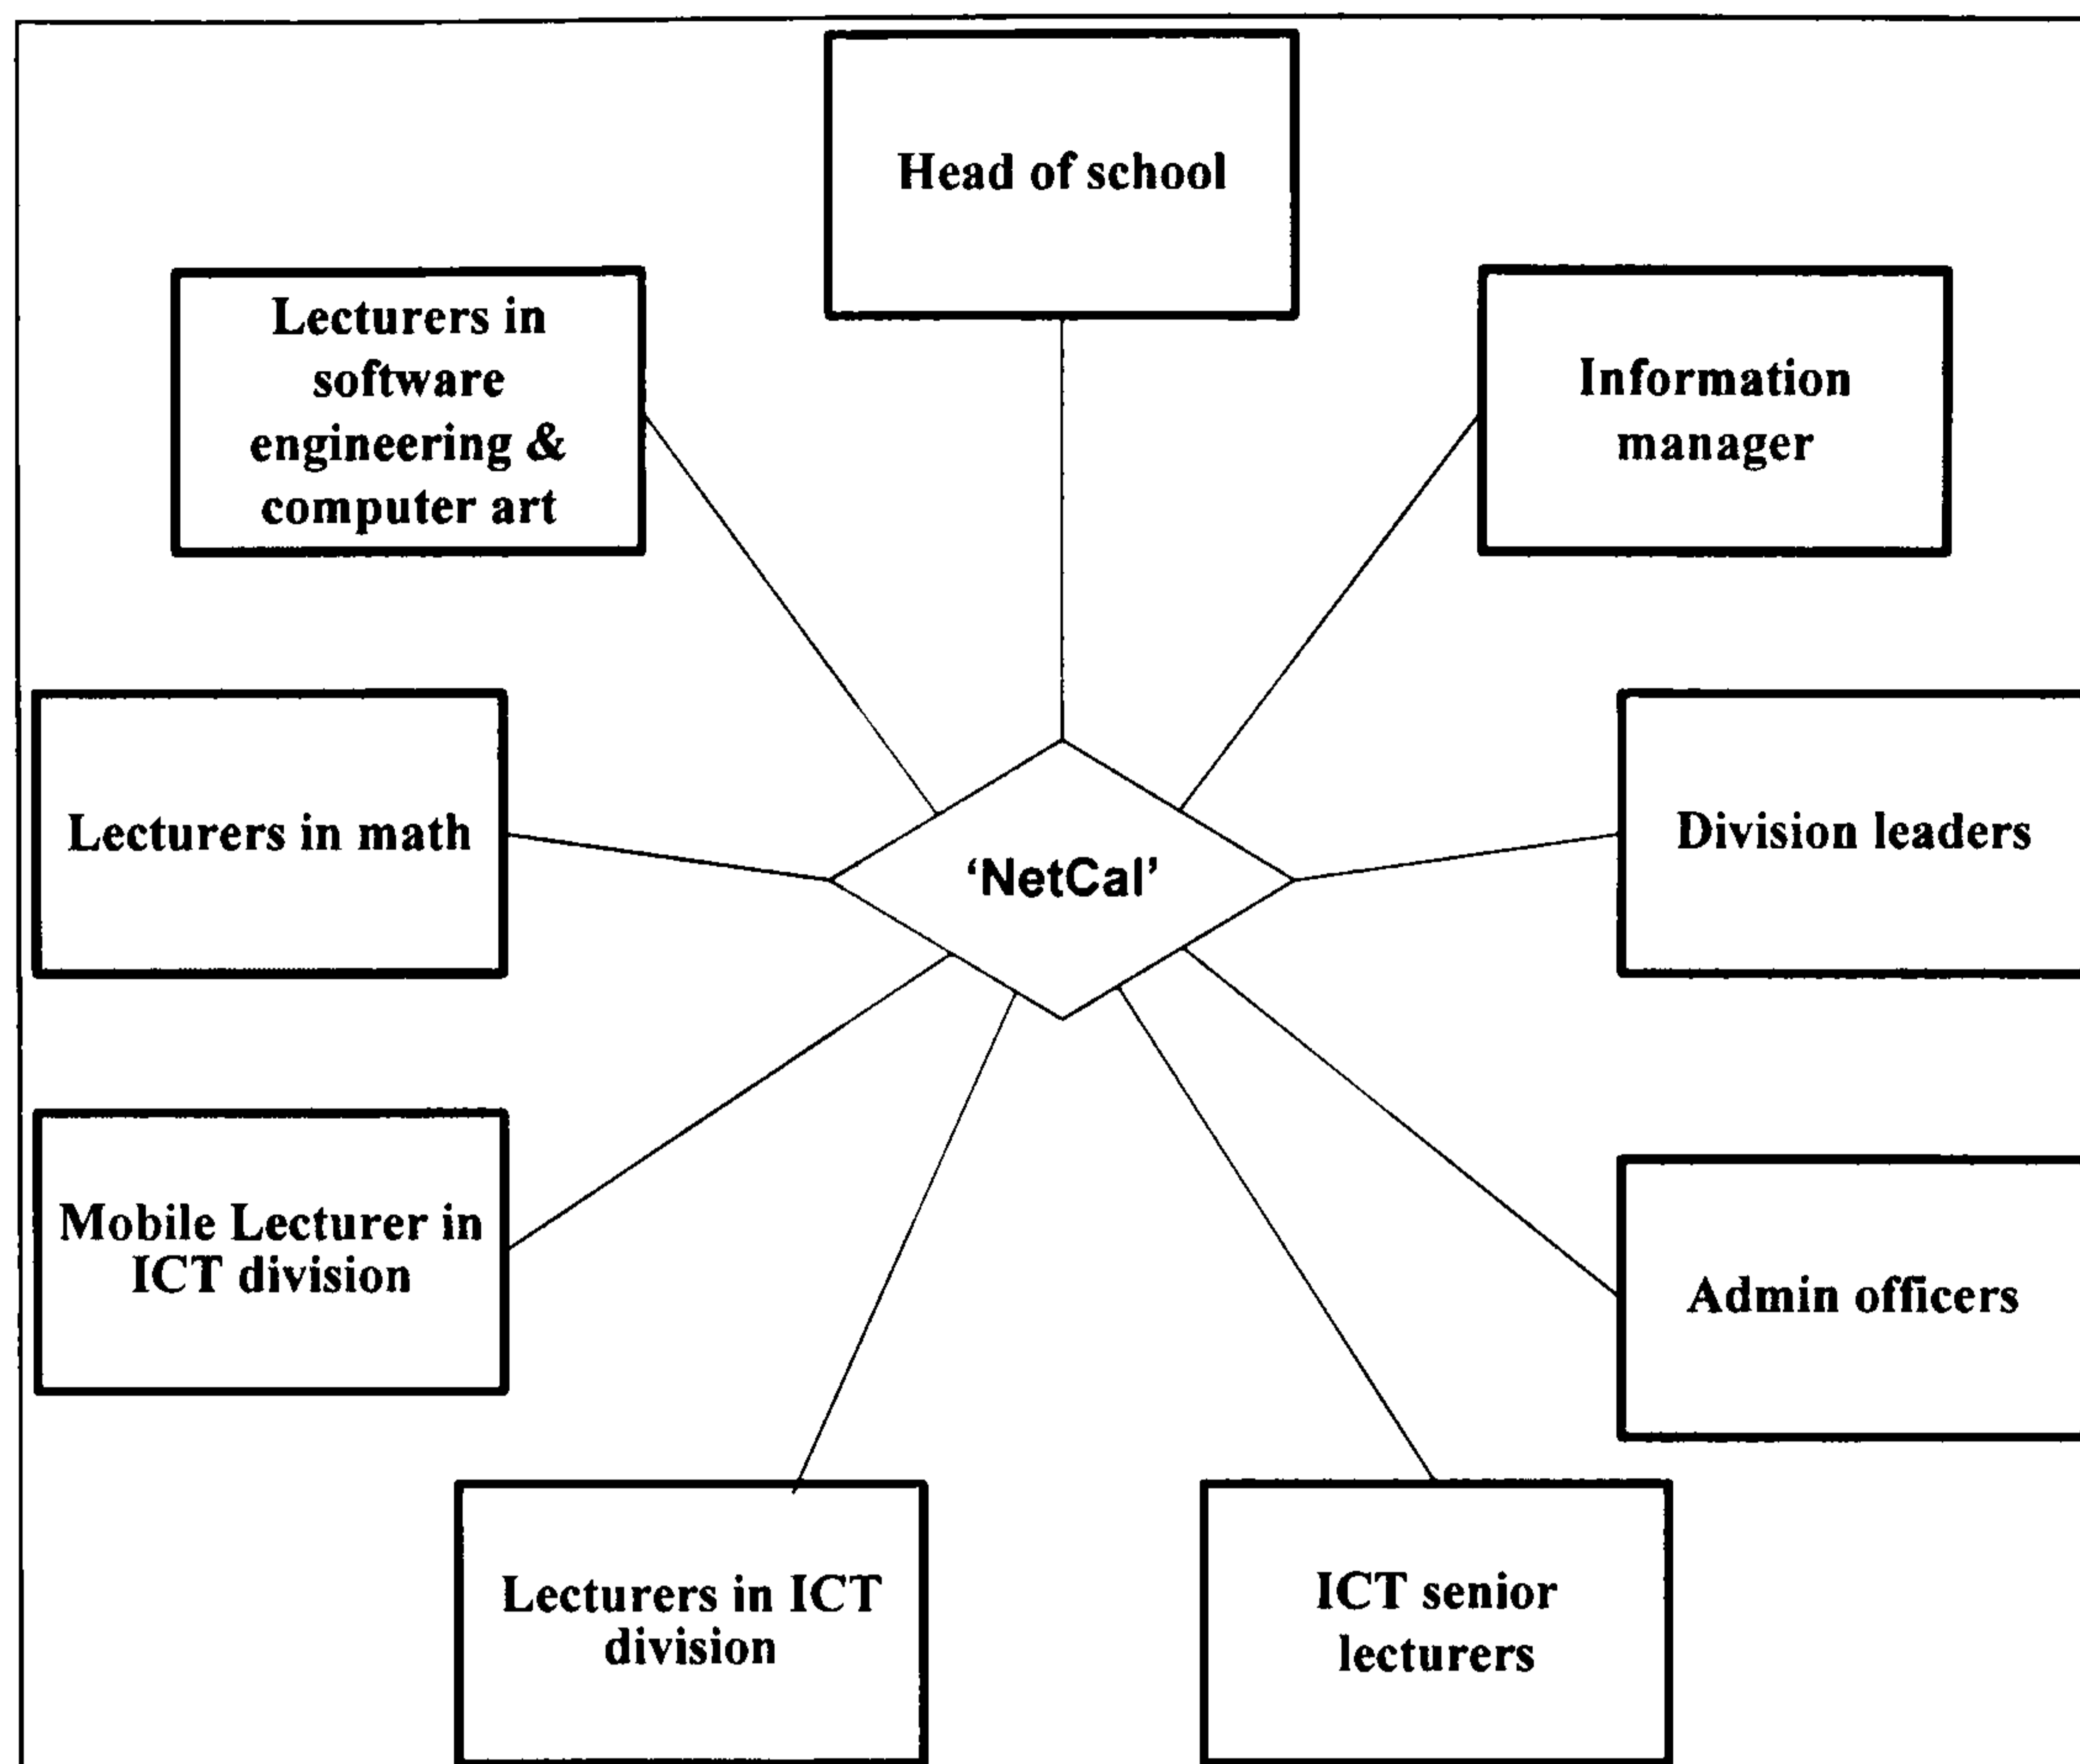 Head of school
Lecturers in
software
engineering &
computer art
Information
manager
Lecturers in math
‘NetCal’
Division leaders
Mobile Lecturer in
ICT division
Admin officers
Lecturers in ICT
division
ICT senior
lecturers